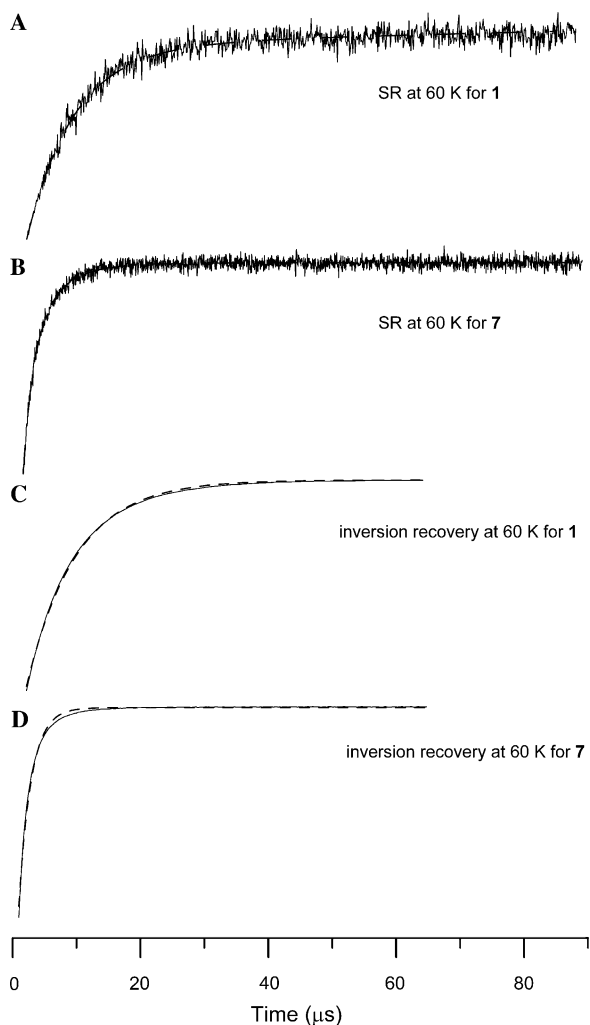 A
SR at 60 K for 1
B
SR at 60 K for 7
C
inversion recovery at 60 K for 1
D
inversion recovery at 60 K for 7
0 20 40 60 80
Time (μs)